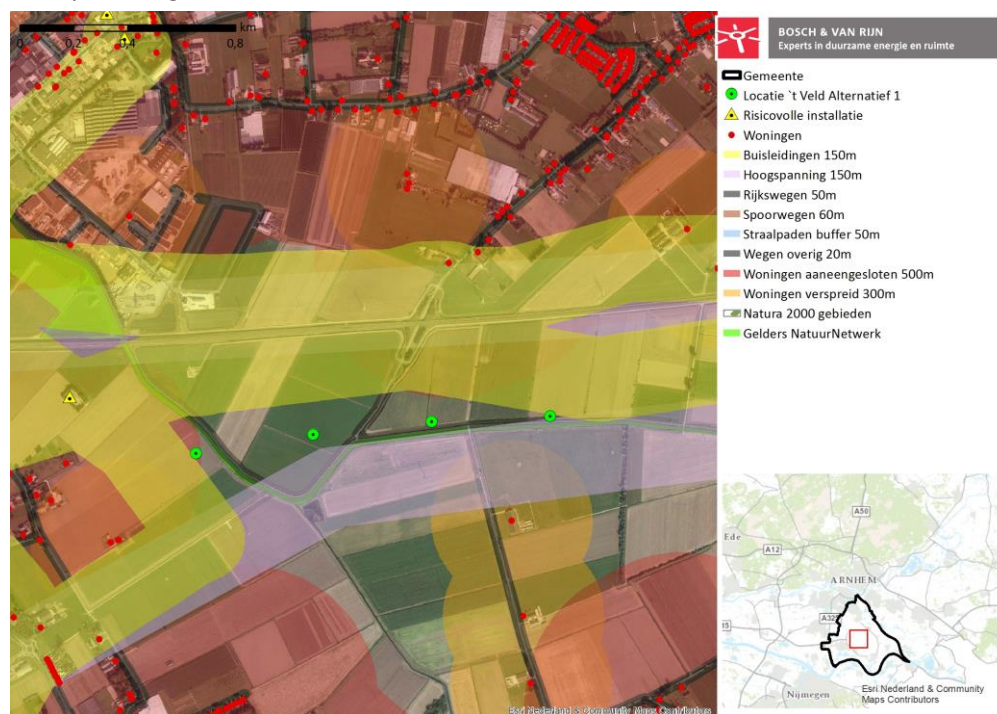 km
0 0,2 0,4 0,8
BOSCH & VAN RIJN
Experts in duurzame energie en ruimte
Gemeente
Locatie `t Veld Alternatief 1
Risicovolle installatie
Woningen
Buisleidingen 150m
Hoogspanning 150m
Rijkswegen 50m
Spoorwegen 60m
Straalpaden buffer 50m
Wegen overig 20m
Woningen aaneengesloten 500m
Woningen verspreid 300m
Natura 2000 gebieden
Gelders NatuurNetwerk
A50
Ede
A12
ARNHEM
A325
Nijmegen
Esri Nederland & Community
Maps Contributors
Esri Nederland & Community Maps Contributors